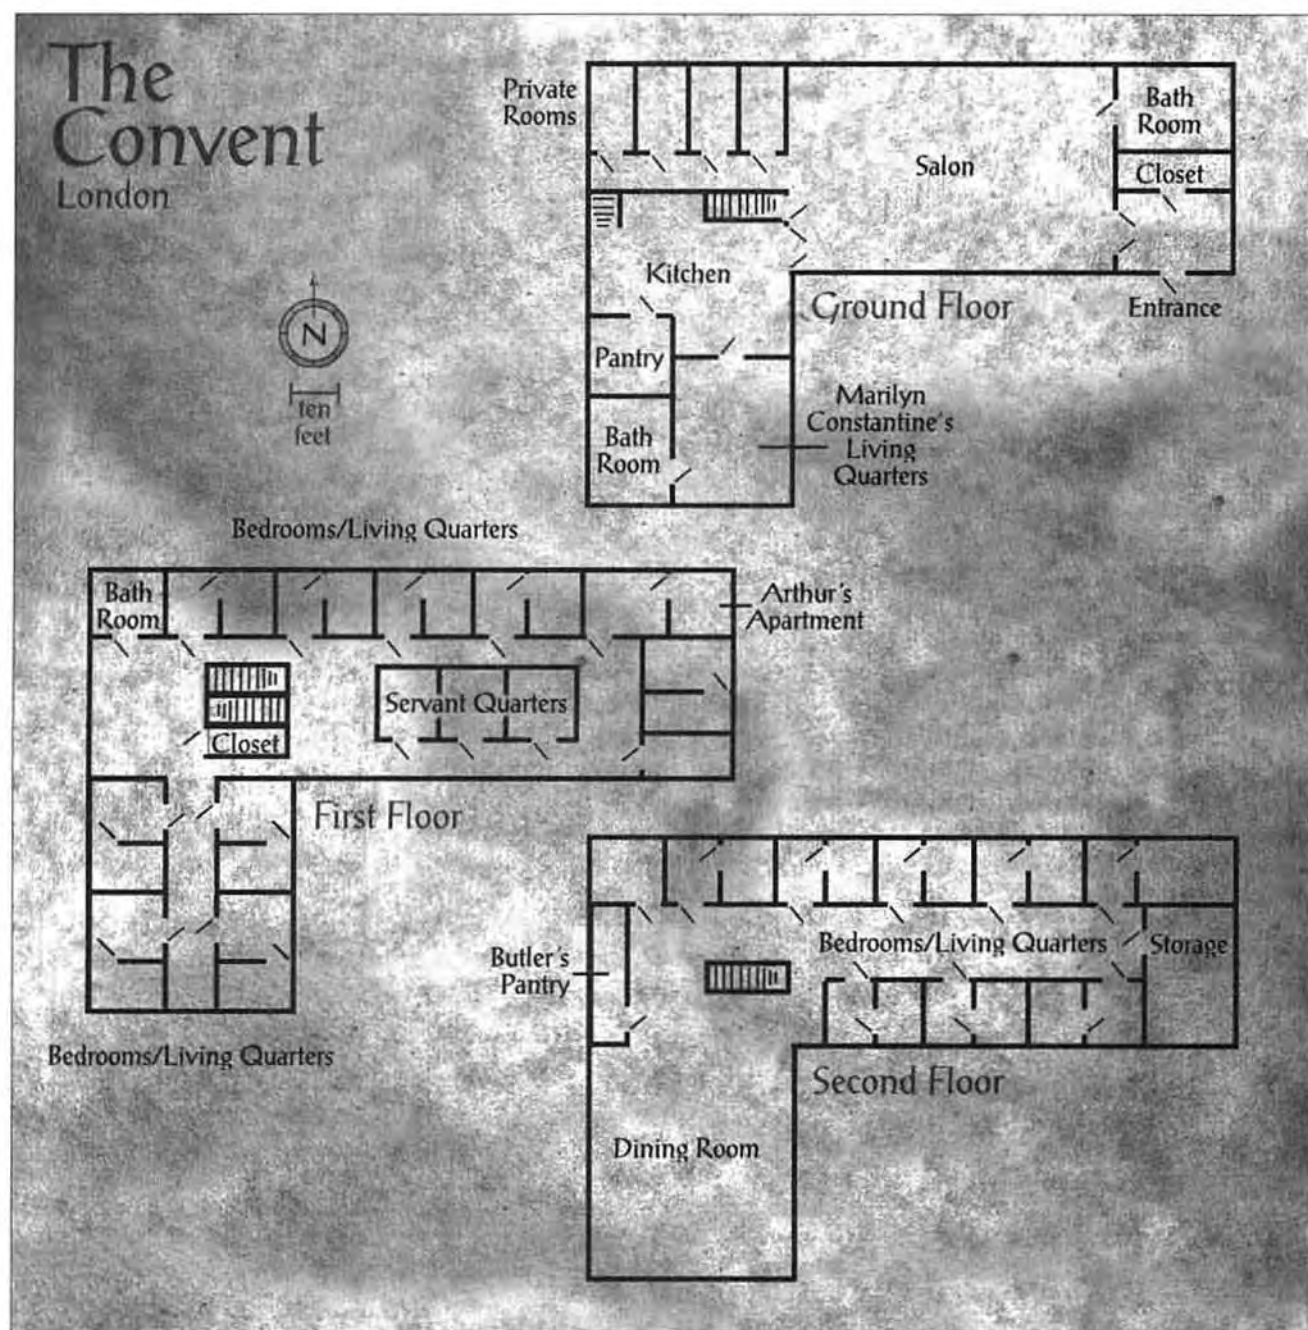 The
Convent
London
N
ten
feet
Private
Rooms
Salon
Bath
Room
Closet
Kitchen
Ground Floor
Entrance
Pantry
Marilyn
Constantine's
Living
Quarters
Bath
Room
Bedrooms/Living Quarters
Bath
Room
Arthur's
Apartment
Servant Quarters
Closet
First Floor
Bedrooms/Living Quarters
Butler's
Pantry
Bedrooms/Living Quarters
Storage
Second Floor
Dining Room